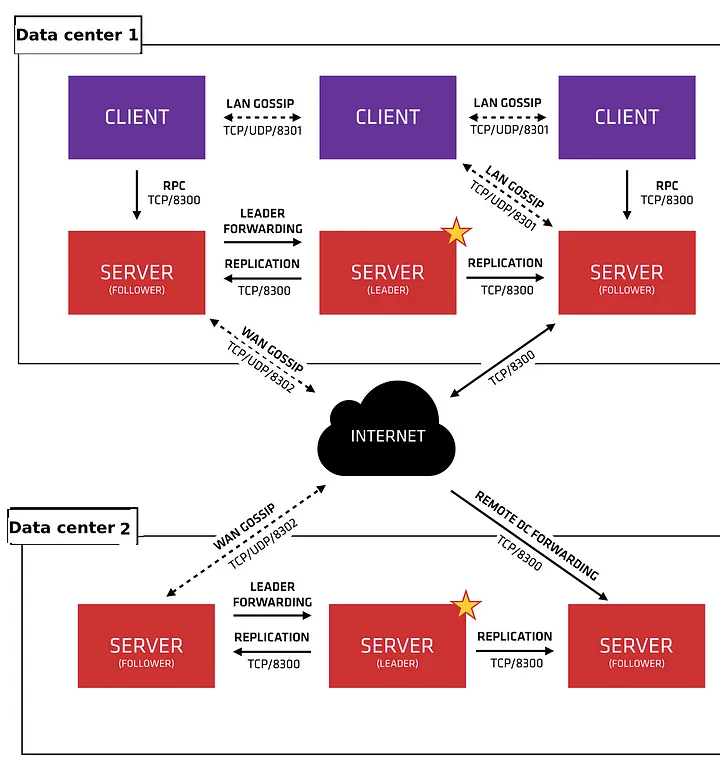 Data center 1
CLIENT
LAN GOSSIP
TCP/UDP/8301
CLIENT
LAN GOSSIP
TCP/UDP/8301
CLIENT
RPC
TCP/8300
LAN GOSSIP
TCP/UDP/8301
RPC
TCP/8300
LEADER
FORWARDING
SERVER
(FOLLOWER)
REPLICATION
TCP/8300
SERVER
(LEADER)
REPLICATION
TCP/8300
SERVER
(FOLLOWER)
WAN GOSSIP
TCP/UDP/8302
TCP/8300
INTERNET
Data center 2
WAN GOSSIP
TCP/UDP/8302
REMOTE DC FORWARDING
TCP/8300
LEADER
FORWARDING
SERVER
(FOLLOWER)
REPLICATION
TCP/8300
SERVER
(LEADER)
REPLICATION
TCP/8300
SERVER
(FOLLOWER)